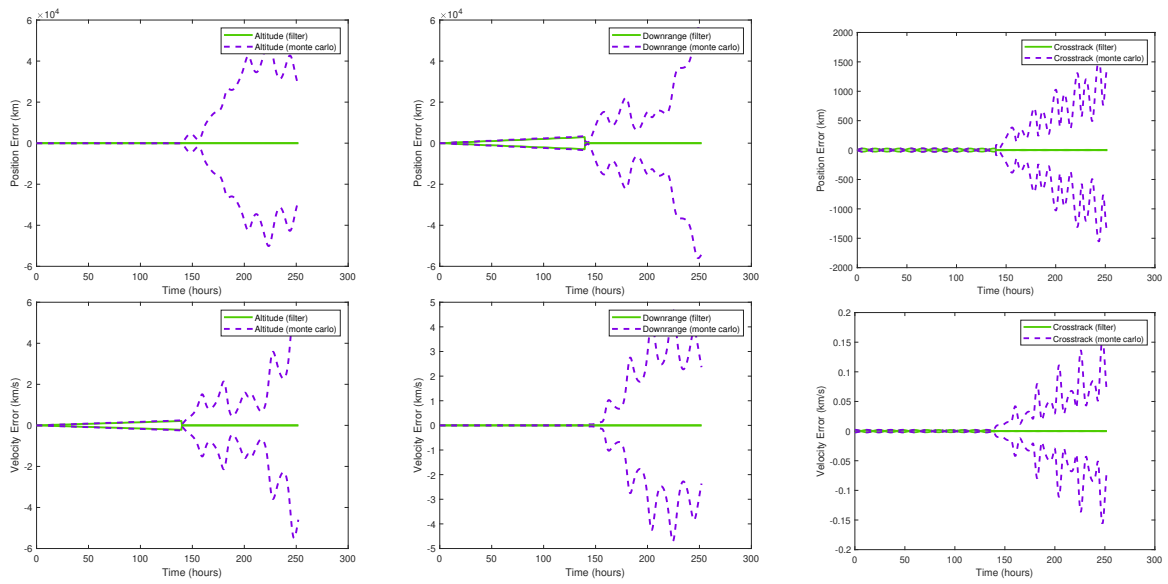 ×10⁴
6
4
2
0
-2
-4
-6
Position Error (km)
0 50 100 150 200 250 300
Time (hours)
Altitude (filter)
Altitude (monte carlo)
×10⁴
6
4
2
0
-2
-4
-6
Position Error (km)
0 50 100 150 200 250 300
Time (hours)
Downrange (filter)
Downrange (monte carlo)
2000
1500
1000
500
0
-500
-1000
-1500
-2000
Position Error (km)
0 50 100 150 200 250 300
Time (hours)
Crosstrack (filter)
Crosstrack (monte carlo)
6
4
2
0
-2
-4
-6
Velocity Error (km/s)
0 50 100 150 200 250 300
Time (hours)
Altitude (filter)
Altitude (monte carlo)
5
4
3
2
1
0
-1
-2
-3
-4
-5
Velocity Error (km/s)
0 50 100 150 200 250 300
Time (hours)
Downrange (filter)
Downrange (monte carlo)
0.2
0.15
0.1
0.05
0
-0.05
-0.1
-0.15
-0.2
Velocity Error (km/s)
0 50 100 150 200 250 300
Time (hours)
Crosstrack (filter)
Crosstrack (monte carlo)